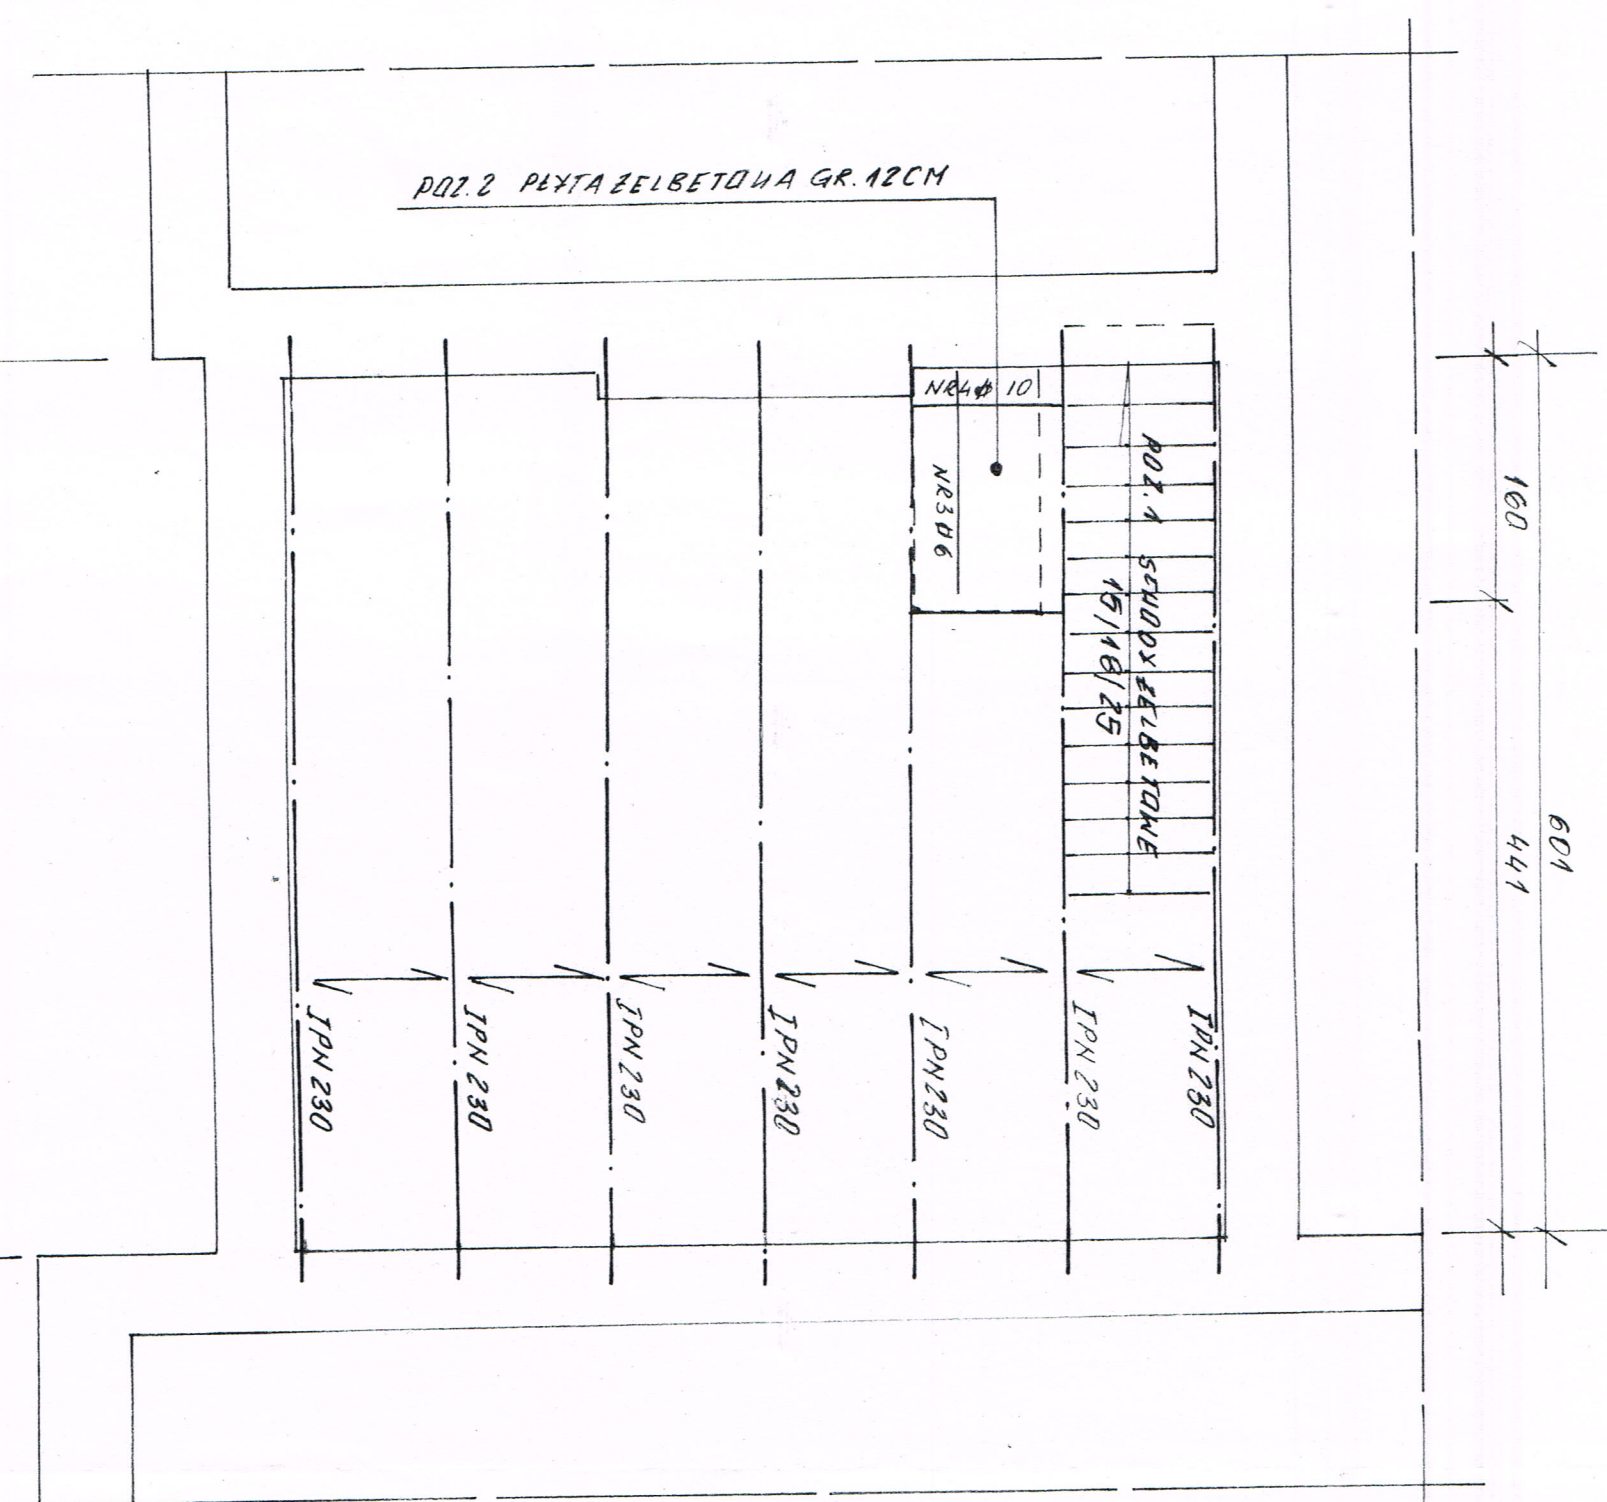 POZ.2 PŁYTA ŻELBETOWA GR.12CM
NR4 # 10
NR3 Ø6
POZ.1 SCHODY ŻELBETOWE
15/18/25
160
441
601
IPN 230
IPN 230
IPN 230
IPN 230
IPN 230
IPN 230
IPN 230